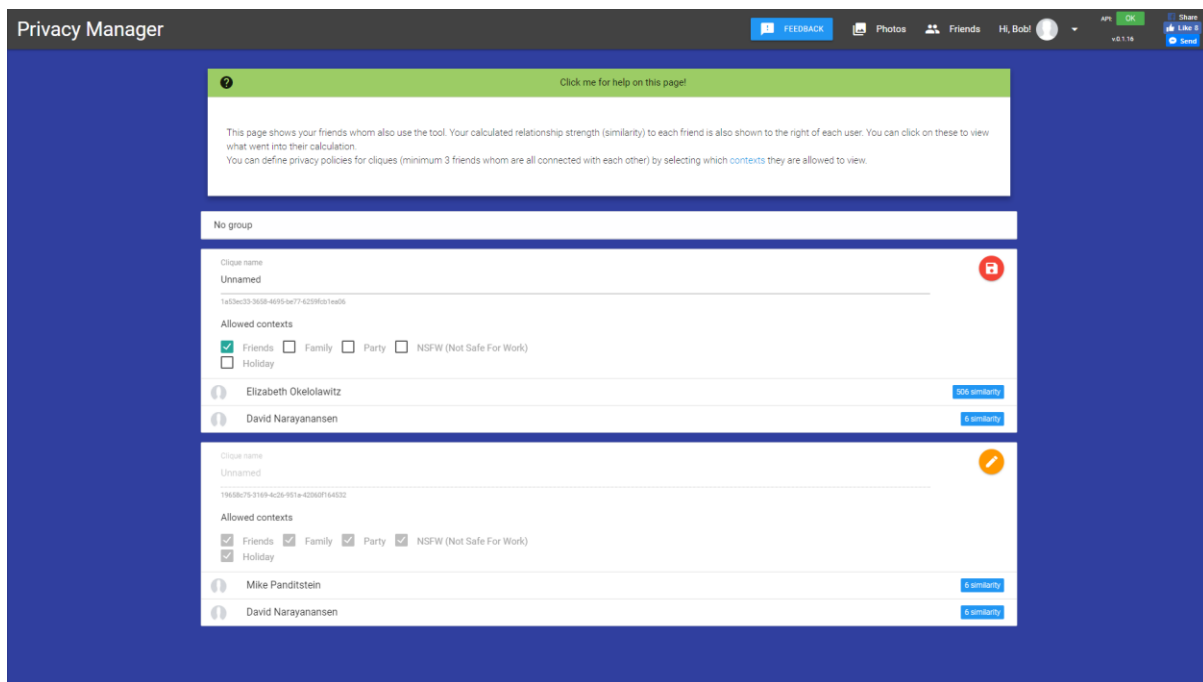 Privacy Manager
FEEDBACK
Photos
Friends
Hi, Bob!
API: OK
v.0.1.16
Share
Like 8
Send
Click me for help on this page!
This page shows your friends whom also use the tool. Your calculated relationship strength (similarity) to each friend is also shown to the right of each user. You can click on these to view
what went into their calculation.
You can define privacy policies for cliques (minimum 3 friends whom are all connected with each other) by selecting which contexts they are allowed to view.
No group
Clique name
Unnamed
1a53ec33-3658-4695-be77-6259fcb1ea06
Allowed contexts
Friends Family Party NSFW (Not Safe For Work)
Holiday
Elizabeth Okelolawitz 506 similarity
David Narayanansen 6 similarity
Clique name
Unnamed
19658c75-3169-4c26-951a-42060f164532
Allowed contexts
Friends Family Party NSFW (Not Safe For Work)
Holiday
Mike Panditstein 6 similarity
David Narayanansen 6 similarity